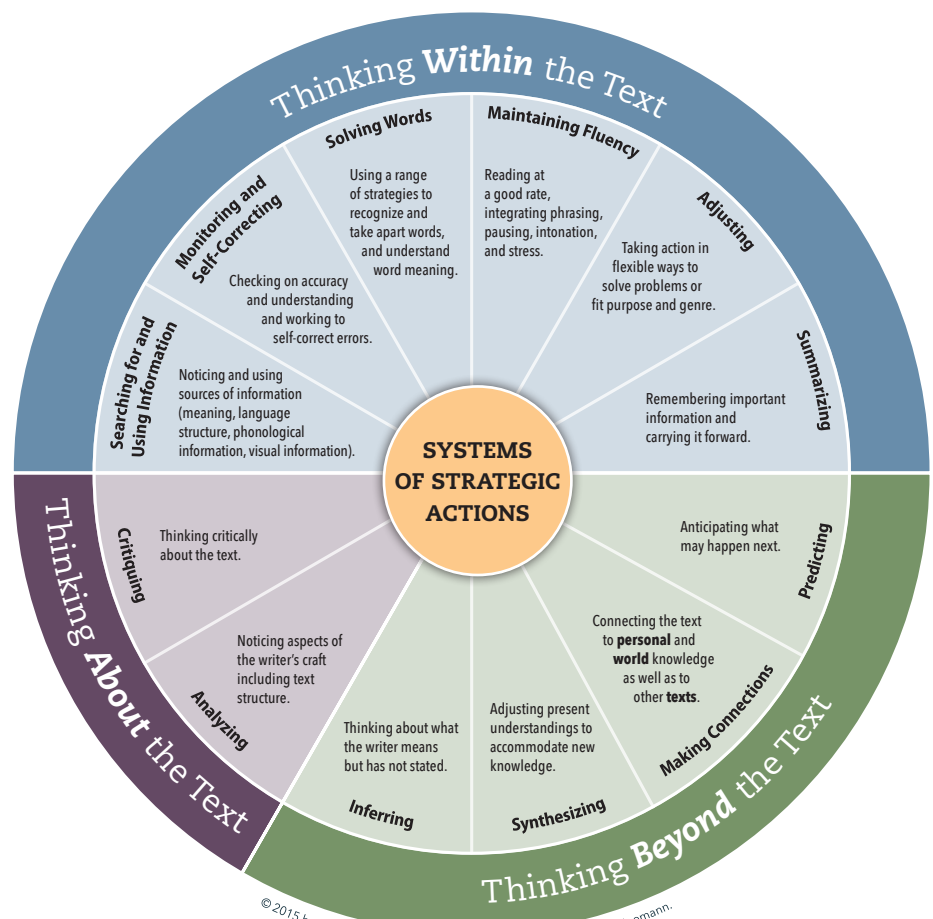 Thinking Within the Text
Searching for and
Using Information
Noticing and using
sources of information
(meaning, language
structure, phonological
information, visual information).
Monitoring and
Self-Correcting
Checking on accuracy
and understanding
and working to
self-correct errors.
Solving Words
Using a range
of strategies to
recognize and
take apart words,
and understand
word meaning.
Maintaining Fluency
Reading at
a good rate,
integrating phrasing,
pausing, intonation,
and stress.
Adjusting
Taking action in
flexible ways to
solve problems or
fit purpose and genre.
Summarizing
Remembering important
information and
carrying it forward.
SYSTEMS
OF STRATEGIC
ACTIONS
Thinking Beyond the Text
Predicting
Anticipating what
may happen next.
Making Connections
Connecting the text
to personal and
world knowledge
as well as to
other texts.
Synthesizing
Adjusting present
understandings to
accommodate new
knowledge.
Inferring
Thinking about what
the writer means
but has not stated.
Thinking About the Text
Analyzing
Noticing aspects of
the writer's craft
including text
structure.
Critiquing
Thinking critically
about the text.
© 2015